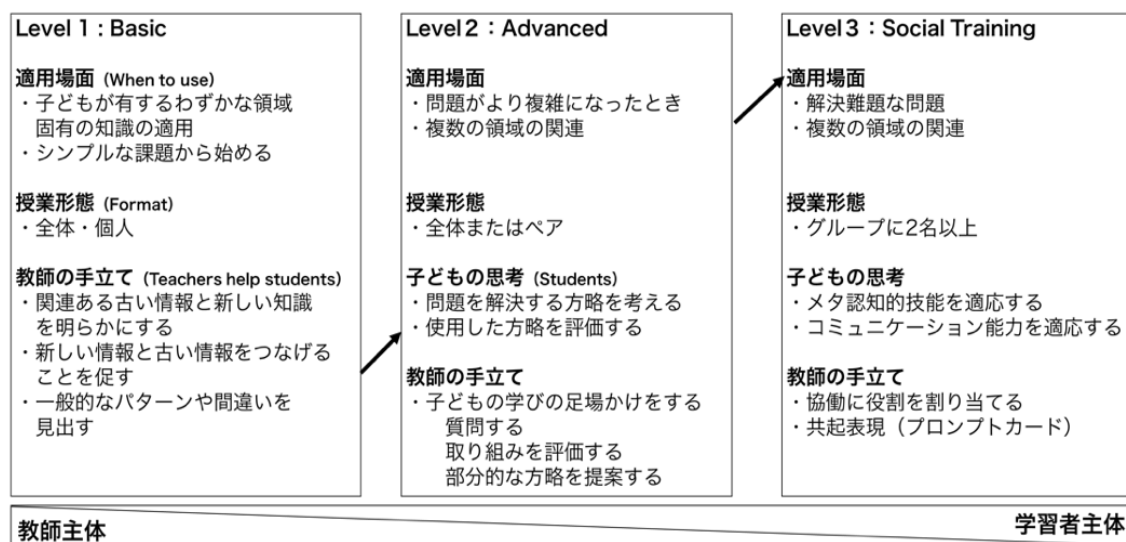 Level 1 : Basic
適用場面 (When to use)
・子どもが有するわずかな領域
固有の知識の適用
・シンプルな課題から始める
授業形態 (Format)
・全体・個人
教師の手立て (Teachers help students)
・関連ある古い情報と新しい知識
を明らかにする
・新しい情報と古い情報をつなげる
ことを促す
・一般的なパターンや間違いを
見出す
Level2：Advanced
適用場面
・問題がより複雑になったとき
・複数の領域の関連
授業形態
・全体またはペア
子どもの思考 (Students)
・問題を解決する方略を考える
・使用した方略を評価する
教師の手立て
・子どもの学びの足場かけをする
質問する
取り組みを評価する
部分的な方略を提案する
Level3：Social Training
適用場面
・解決難題な問題
・複数の領域の関連
授業形態
・グループに2名以上
子どもの思考
・メタ認知的技能を適応する
・コミュニケーション能力を適応する
教師の手立て
・協働に役割を割り当てる
・共起表現（プロンプトカード）
教師主体
学習者主体